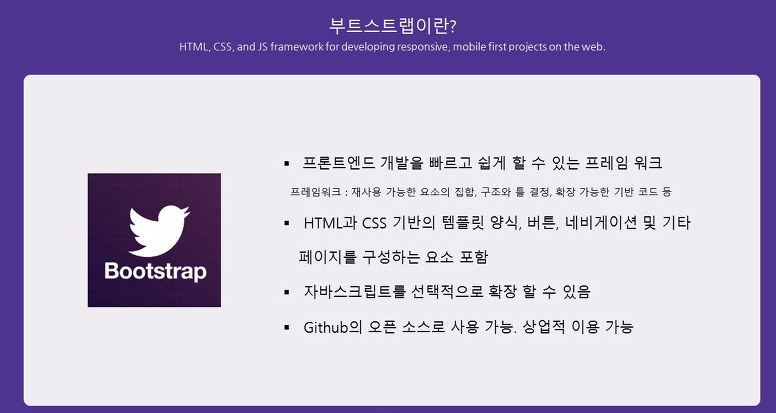 부트스트랩이란?
HTML, CSS, and JS framework for developing responsive, mobile first projects on the web.
Bootstrap
▪ 프론트엔드 개발을 빠르고 쉽게 할 수 있는 프레임 워크
프레임워크 : 재사용 가능한 요소의 집합, 구조와 틀 결정, 확장 가능한 기반 코드 등
▪ HTML과 CSS 기반의 템플릿 양식, 버튼, 네비게이션 및 기타
페이지를 구성하는 요소 포함
▪ 자바스크립트를 선택적으로 확장 할 수 있음
▪ Github의 오픈 소스로 사용 가능. 상업적 이용 가능